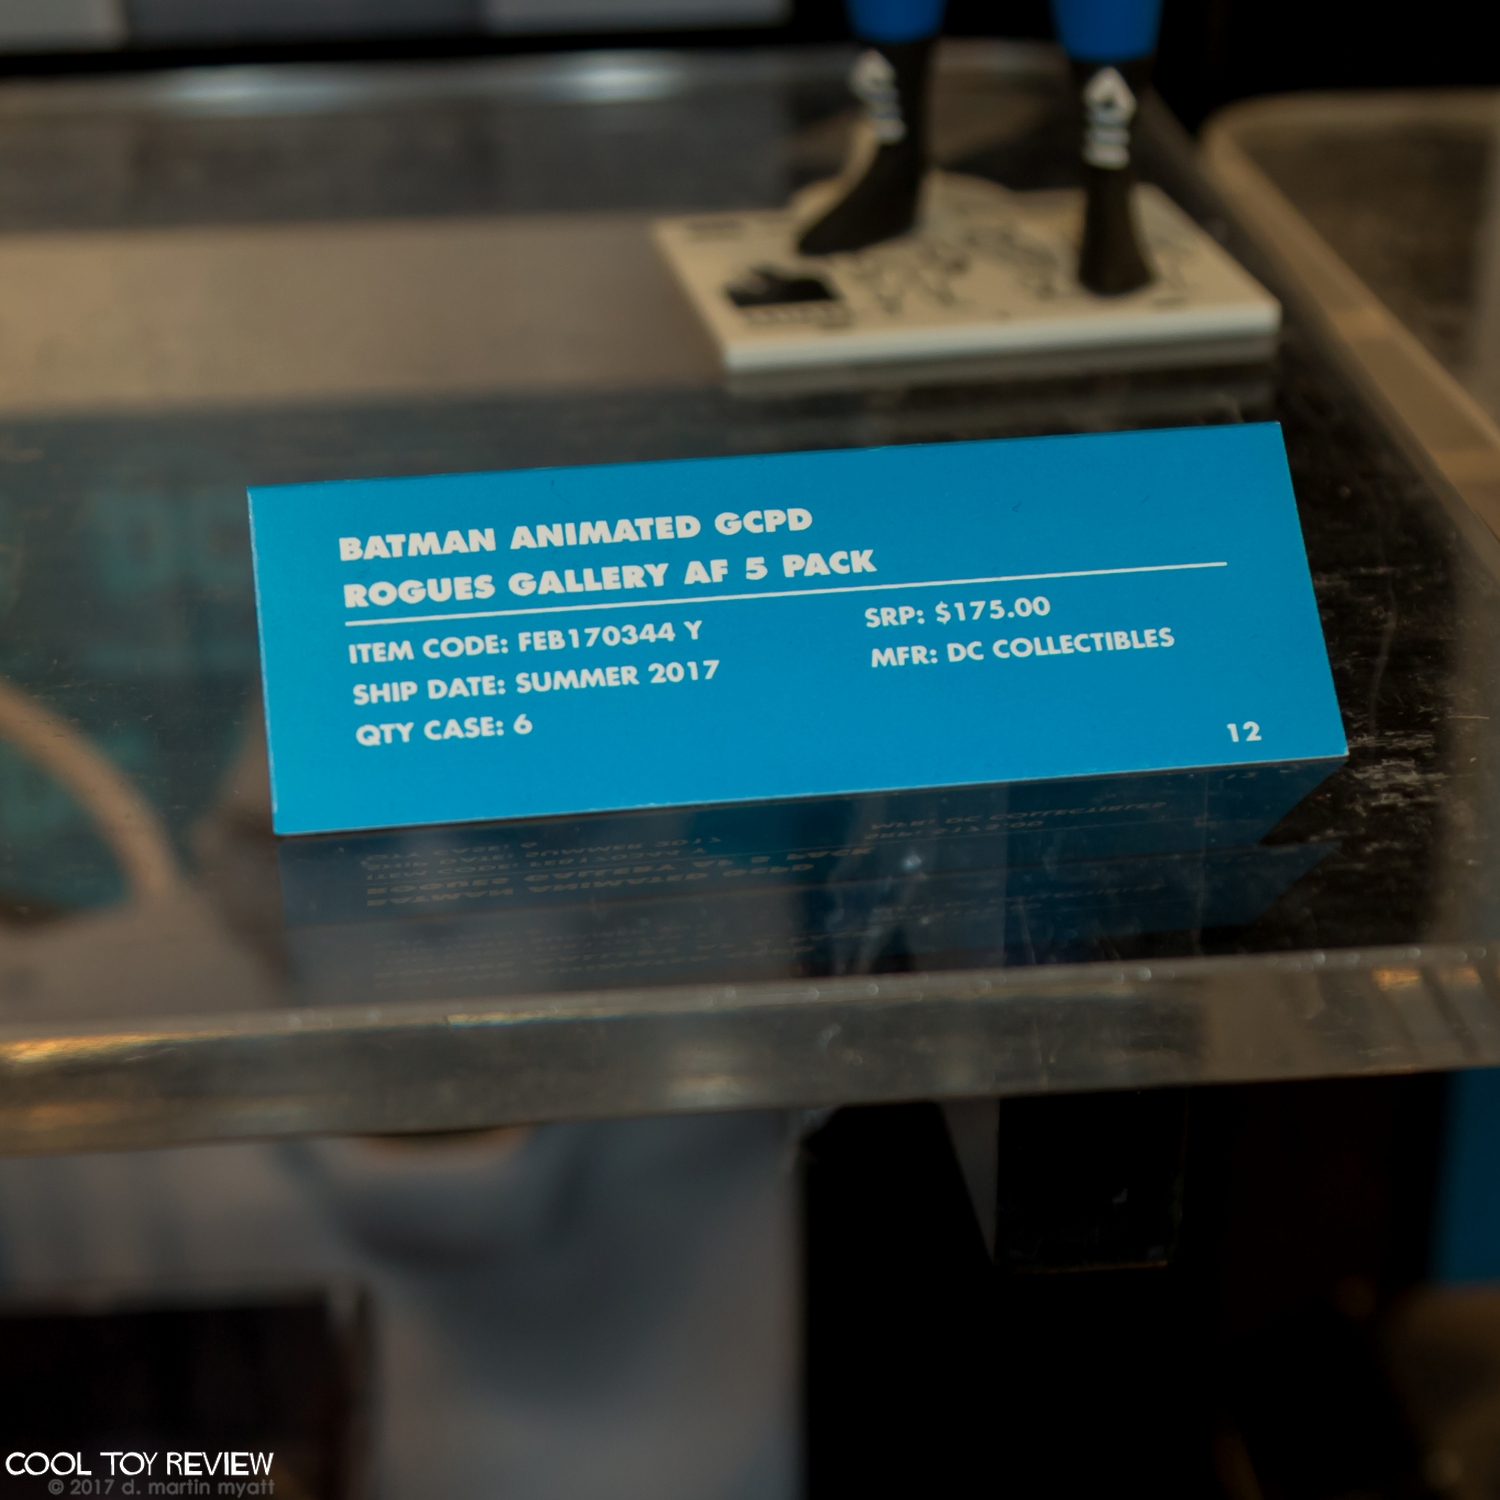 BATMAN ANIMATED GCPD
ROGUES GALLERY AF 5 PACK
ITEM CODE: FEB170344 Y
SHIP DATE: SUMMER 2017
QTY CASE: 6
SRP: $175.00
MFR: DC COLLECTIBLES
12
COOL TOY REVIEW
© 2017 d. martin myatt